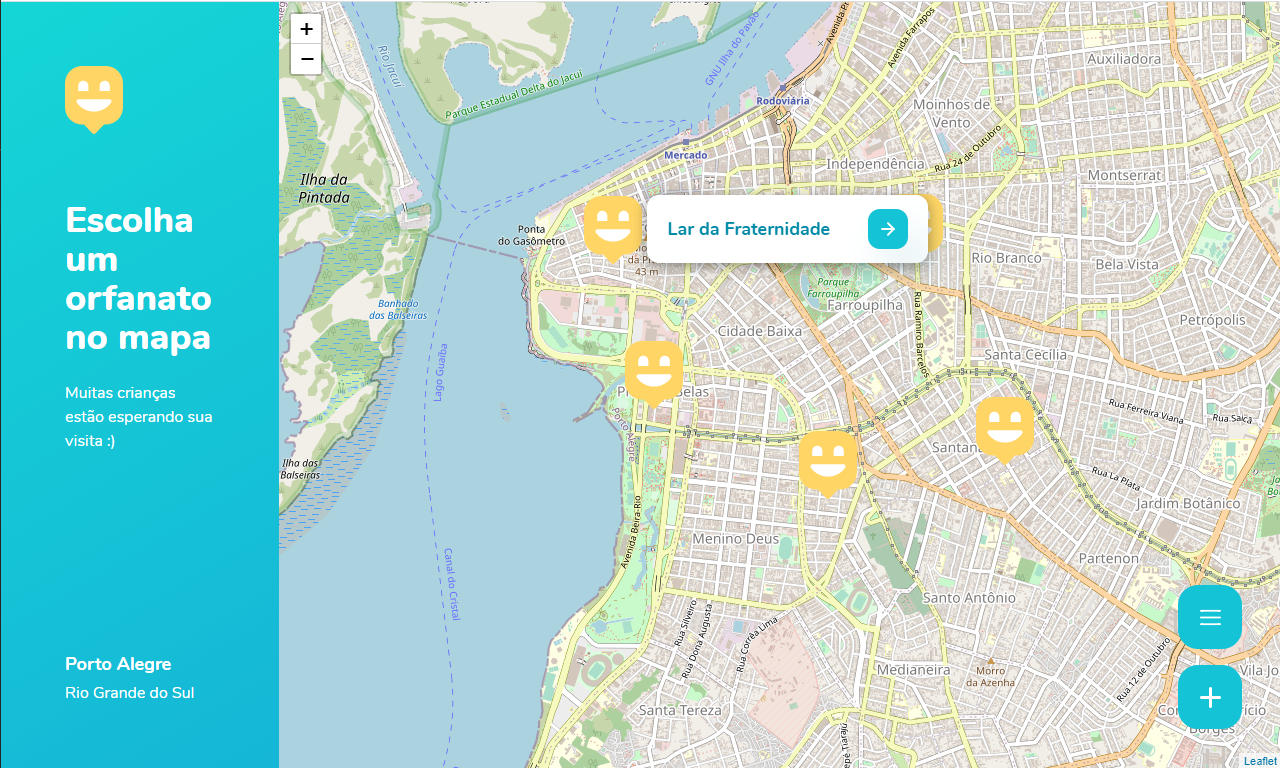 Escolha
um
orfanato
no mapa
Muitas crianças
estão esperando sua
visita :)
Porto Alegre
Rio Grande do Sul
+
−
Rio Jacuí
Parque Estadual Delta do Jacuí
GNU Ilha do Pavão
Avenida Farrapos
Auxiliadora
Rodoviária
Moinhos de
Vento
Mercado
Independência
Rua 24 de Outubro
Montserrat
Ilha da
Pintada
Ponta
do Gasômetro
43 m
Lar da Fraternidade
Rio Branco
Bela Vista
Parque
Farroupilha
Farroupilha
Banhado
das Balseiras
Cidade Baixa
Rua Ramiro Barcelos
Petrópolis
Santa Cecília
Lago Guaíba
Belas
Rua Ferreira Viana
Ilha das
Balseiras
Rua La Plata
Jardim Botânico
Avenida Beira-Rio
Menino Deus
Partenon
Canal do Cristal
Santo Antônio
Rua Silveiro
Rua Dona Augusta
Rua Corrêa Lima
Medianeira
Morro
da Azenha
Rua 12 de Outubro
Vila Jo
Santa Tereza
Leaflet